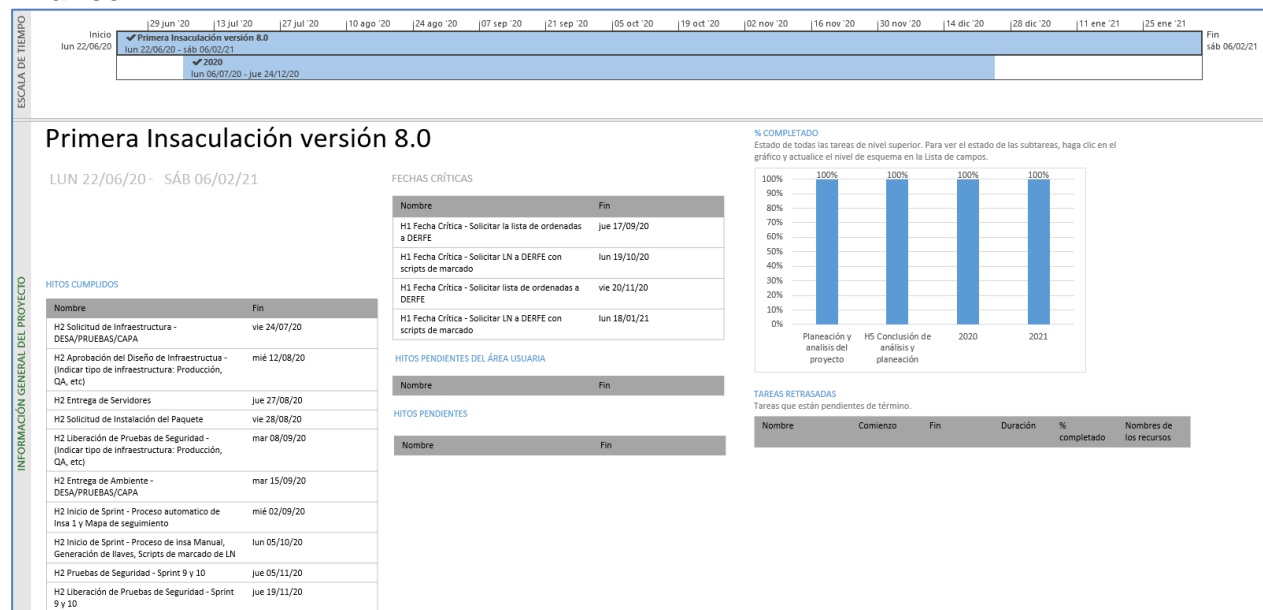 ESCALA DE TIEMPO
Inicio
lun 22/06/20
29 jun '20 13 jul '20 27 jul '20 10 ago '20 24 ago '20 07 sep '20 21 sep '20 05 oct '20 19 oct '20 02 nov '20 16 nov '20 30 nov '20 14 dic '20 28 dic '20 11 ene '21 25 ene '21
Primera Insaculación versión 8.0
lun 22/06/20 - sáb 06/02/21
2020
lun 06/07/20 - jue 24/12/20
Fin
sáb 06/02/21
INFORMACIÓN GENERAL DEL PROYECTO
Primera Insaculación versión 8.0
LUN 22/06/20 - SÁB 06/02/21
HITOS CUMPLIDOS
Nombre Fin
H2 Solicitud de Infraestructura - vie 24/07/20
DESA/PRUEBAS/CAPA
H2 Aprobación del Diseño de Infraestructua - mié 12/08/20
(Indicar tipo de infraestructura: Producción,
QA, etc)
H2 Entrega de Servidores jue 27/08/20
H2 Solicitud de Instalación del Paquete vie 28/08/20
H2 Liberación de Pruebas de Seguridad - mar 08/09/20
(Indicar tipo de infraestructura: Producción,
QA, etc)
H2 Entrega de Ambiente - mar 15/09/20
DESA/PRUEBAS/CAPA
H2 Inicio de Sprint - Proceso automatico de mié 02/09/20
Insa 1 y Mapa de seguimiento
H2 Inicio de Sprint - Proceso de insa Manual, lun 05/10/20
Generación de llaves, Scripts de marcado de LN
H2 Pruebas de Seguridad - Sprint 9 y 10 jue 05/11/20
H2 Liberación de Pruebas de Seguridad - Sprint jue 19/11/20
9 y 10
FECHAS CRÍTICAS
Nombre Fin
H1 Fecha Crítica - Solicitar la lista de ordenadas jue 17/09/20
a DERFE
H1 Fecha Crítica - Solicitar LN a DERFE con lun 19/10/20
scripts de marcado
H1 Fecha Crítica - Solicitar lista de ordenadas a vie 20/11/20
DERFE
H1 Fecha Crítica - Solicitar LN a DERFE con lun 18/01/21
scripts de marcado
HITOS PENDIENTES DEL ÁREA USUARIA
Nombre Fin
HITOS PENDIENTES
Nombre Fin
% COMPLETADO
Estado de todas las tareas de nivel superior. Para ver el estado de las subtareas, haga clic en el
gráfico y actualice el nivel de esquema en la Lista de campos.
100% 100% 100% 100%
100%
90%
80%
70%
60%
50%
40%
30%
20%
10%
0%
Planeación y H5 Conclusión de 2020 2021
analisis del análisis y
proyecto planeación
TAREAS RETRASADAS
Tareas que están pendientes de término.
Nombre Comienzo Fin Duración % Nombres de
completado los recursos